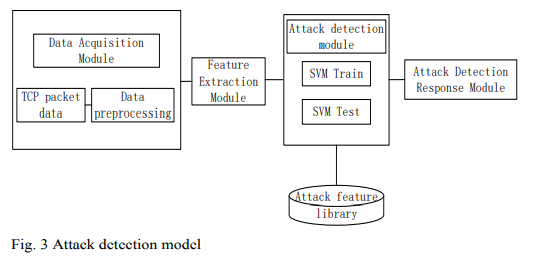 Data Acquisition
Module
TCP packet
data
Data
preprocessing
Feature
Extraction
Module
Attack detection
module
SVM Train
SVM Test
Attack Detection
Response Module
Attack feature
library
Fig. 3 Attack detection model